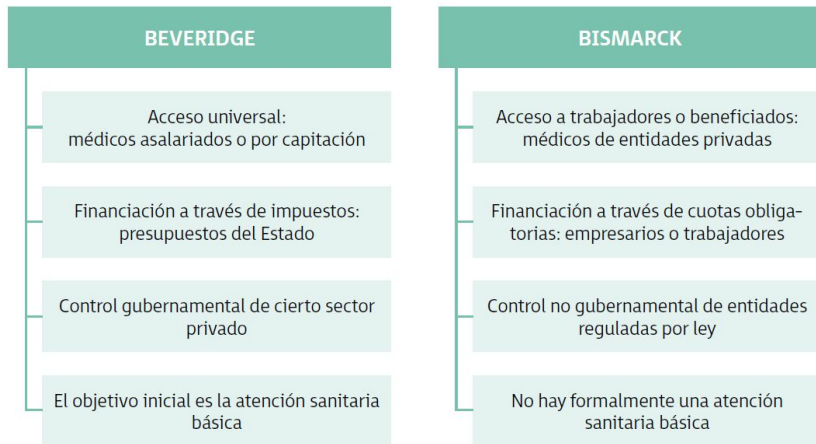 BEVERIDGE
Acceso universal:
médicos asalariados o por capitación
Financiación a través de impuestos:
presupuestos del Estado
Control gubernamental de cierto sector
privado
El objetivo inicial es la atención sanitaria
básica
BISMARCK
Acceso a trabajadores o beneficiados:
médicos de entidades privadas
Financiación a través de cuotas obliga-
torias: empresarios o trabajadores
Control no gubernamental de entidades
reguladas por ley
No hay formalmente una atención
sanitaria básica